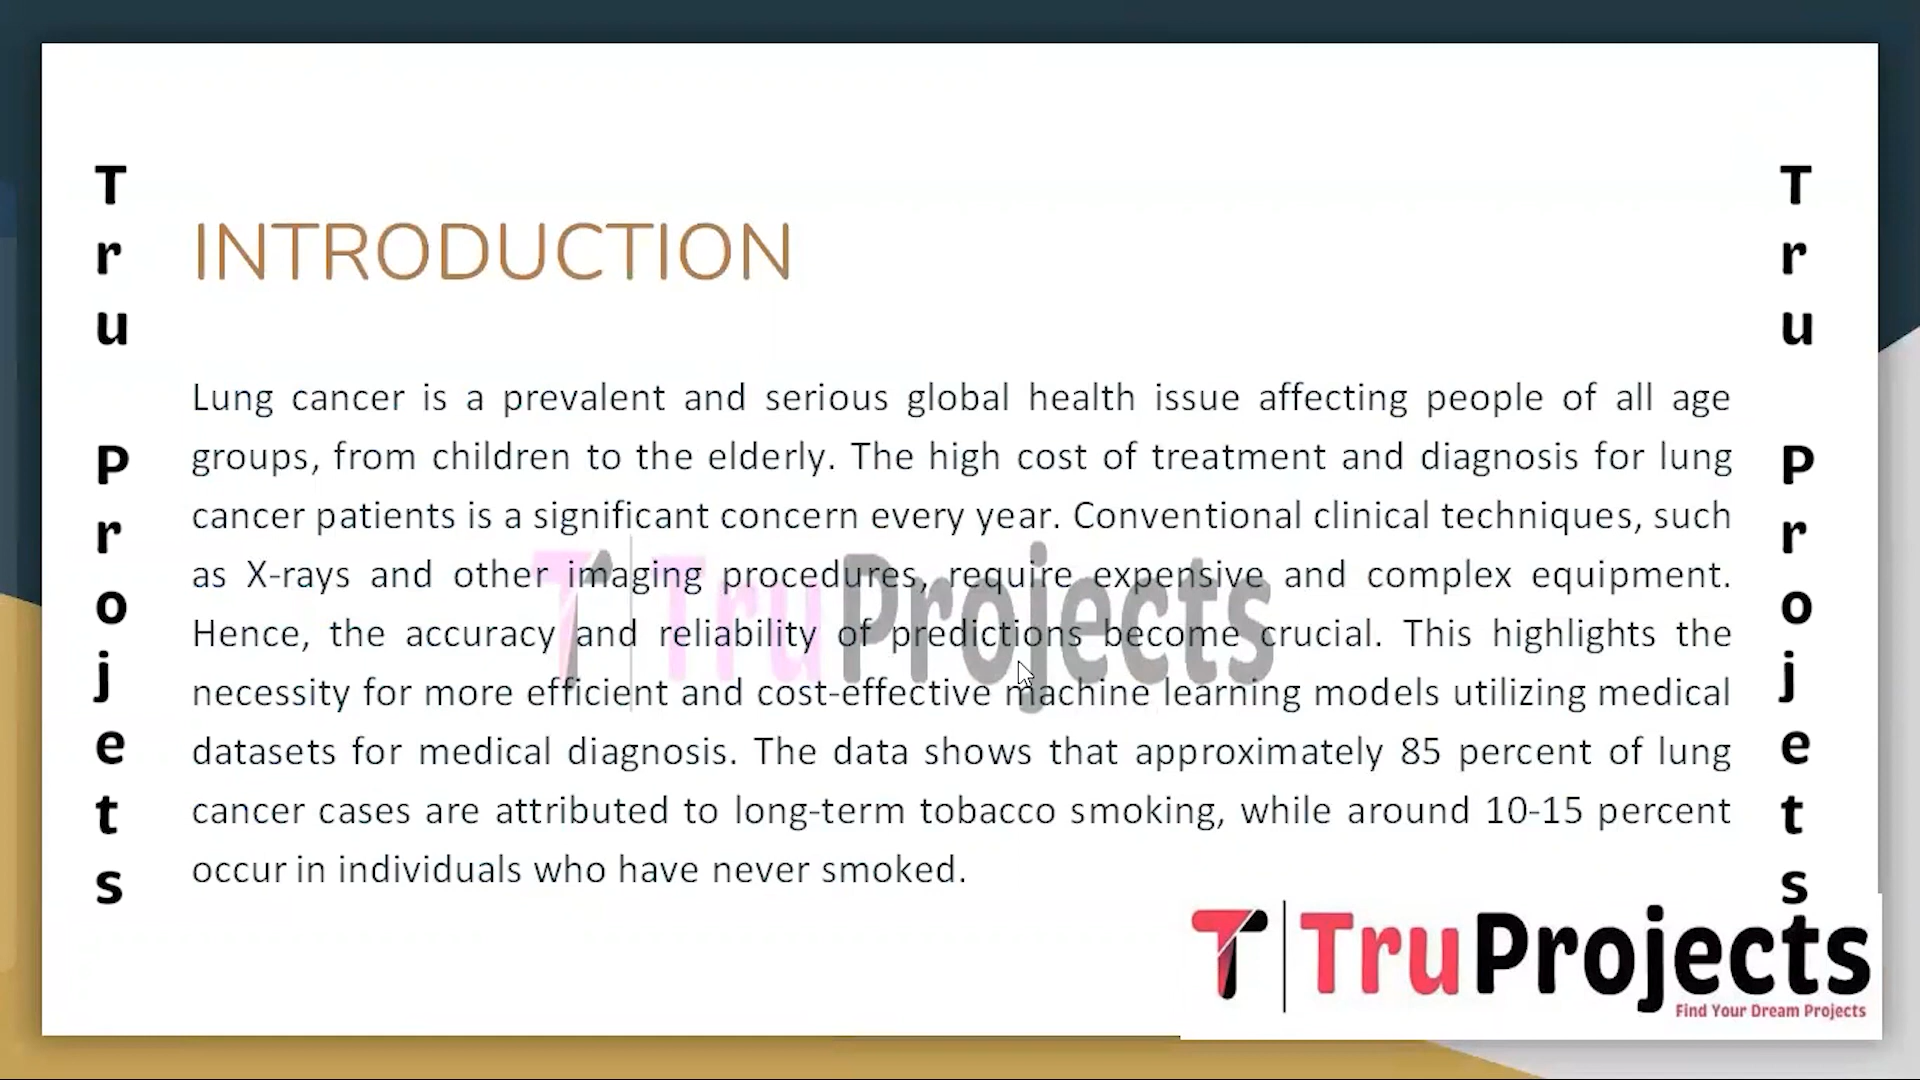 INTRODUCTION
Lung cancer is a prevalent and serious global health issue affecting people of all age
groups, from children to the elderly. The high cost of treatment and diagnosis for lung
cancer patients is a significant concern every year. Conventional clinical techniques, such
as X-rays and other imaging procedures, require expensive and complex equipment.
Hence, the accuracy and reliability of predictions become crucial. This highlights the
necessity for more efficient and cost-effective machine learning models utilizing medical
datasets for medical diagnosis. The data shows that approximately 85 percent of lung
cancer cases are attributed to long-term tobacco smoking, while around 10-15 percent
occur in individuals who have never smoked.
Tru Projets
Tru Projets
TruProjects
TruProjects
Find Your Dream Projects